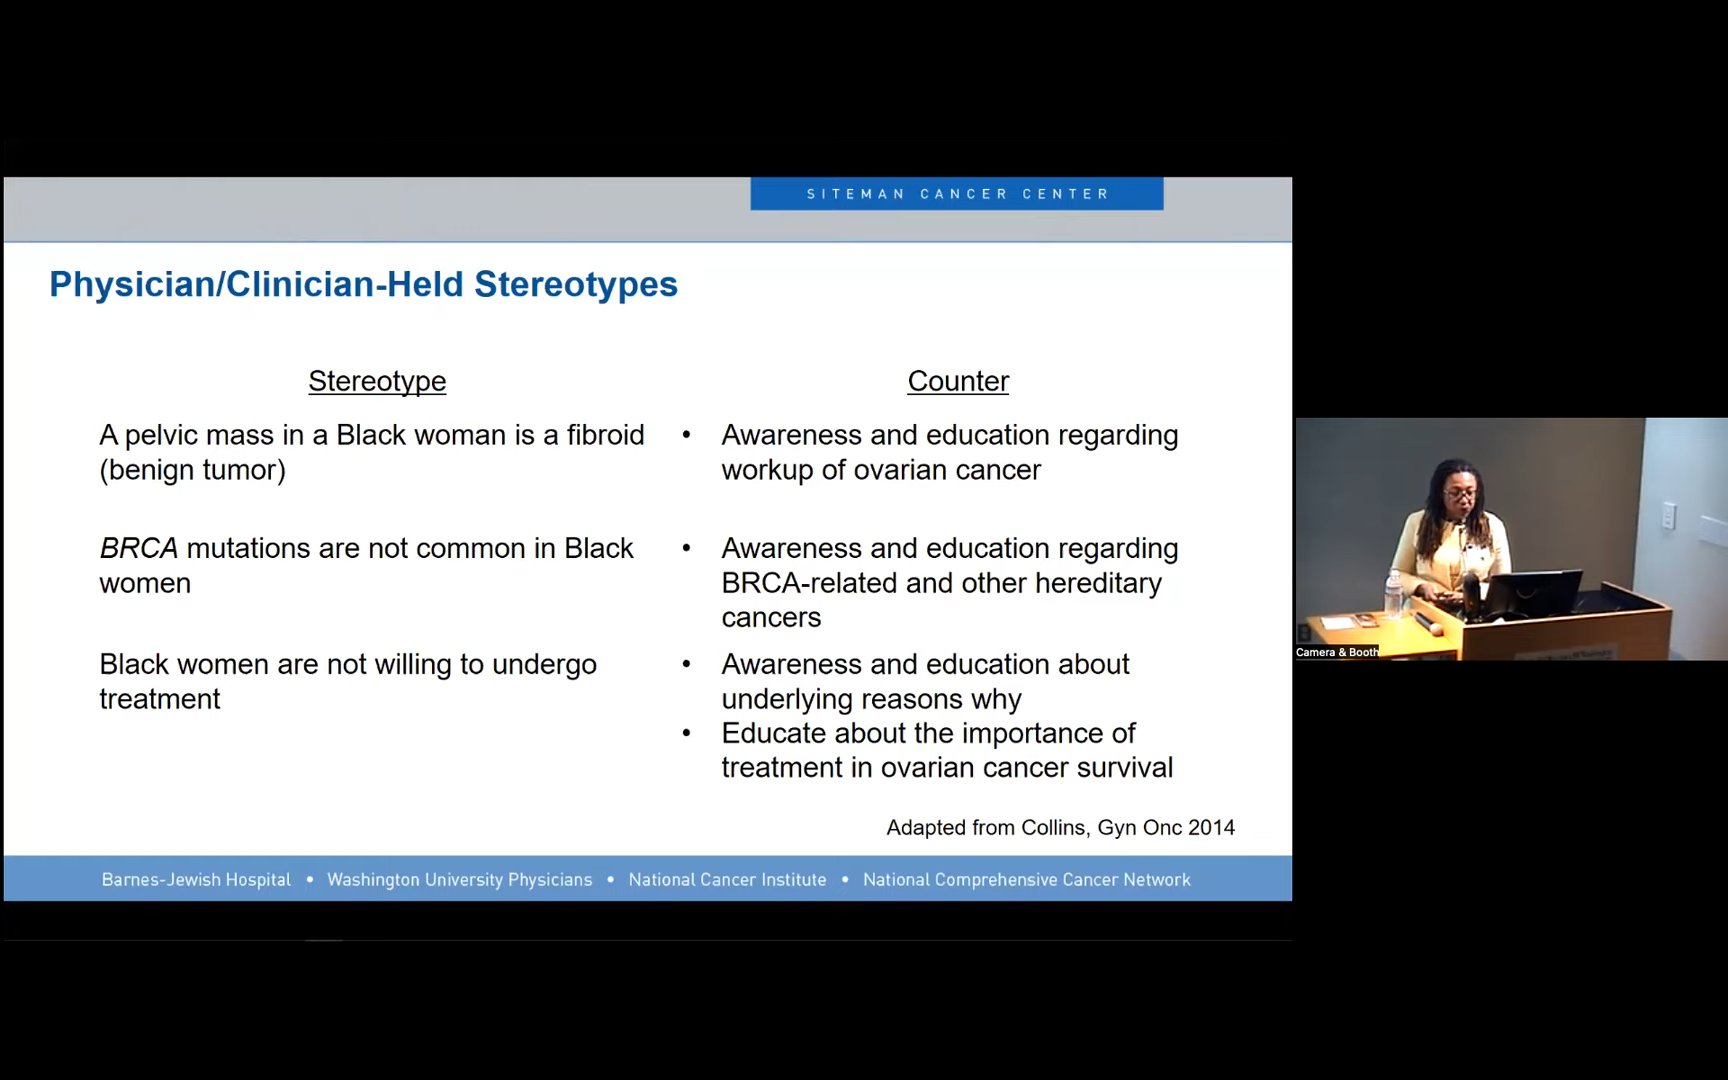 SITEMAN CANCER CENTER
Physician/Clinician-Held Stereotypes
Stereotype
A pelvic mass in a Black woman is a fibroid
(benign tumor)
BRCA mutations are not common in Black
women
Black women are not willing to undergo
treatment
Counter
• Awareness and education regarding
workup of ovarian cancer
• Awareness and education regarding
BRCA-related and other hereditary
cancers
• Awareness and education about
underlying reasons why
• Educate about the importance of
treatment in ovarian cancer survival
Adapted from Collins, Gyn Onc 2014
Barnes-Jewish Hospital • Washington University Physicians • National Cancer Institute • National Comprehensive Cancer Network
Camera & Booth